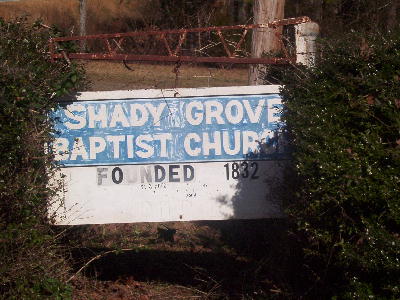 SHADY GROVE
BAPTIST CHURCH
FOUNDED 1832